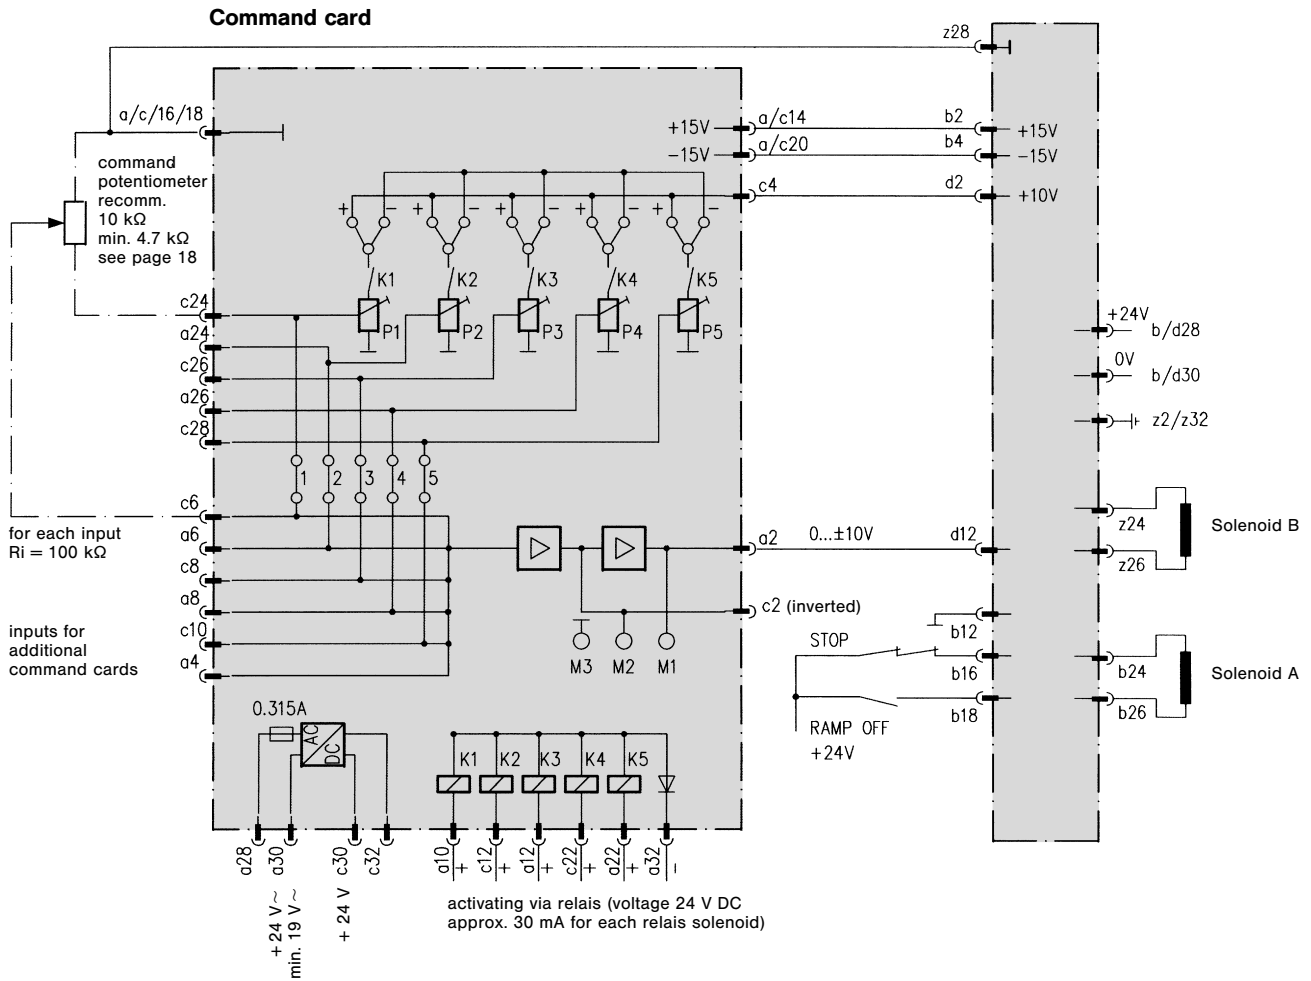 Command card
z28
a/c/16/18
+15V
a/c14
b2
+15V
-15V
a/c20
b4
-15V
c4
d2
+10V
command
potentiometer
recomm.
10 kΩ
min. 4.7 kΩ
see page 18
+ - + - + - + - + -
K1 K2 K3 K4 K5
P1 P2 P3 P4 P5
c24
a24
c26
a26
c28
+24V
b/d28
0V
b/d30
z2/z32
1 2 3 4 5
c6
for each input
Ri = 100 kΩ
a6
c8
a8
c10
a4
inputs for
additional
command cards
a2
0...±10V
d12
c2 (inverted)
M3 M2 M1
z24
z26
Solenoid B
b12
STOP
b16
b18
RAMP OFF
+24V
b24
b26
Solenoid A
0.315A
AC
DC
K1 K2 K3 K4 K5
a28 a30 c30 c32
+ 24 V ~
min. 19 V ~
+ 24 V
a10 c12 a12 c22 a22 a32
+ + + + + -
activating via relais (voltage 24 V DC
approx. 30 mA for each relais solenoid)